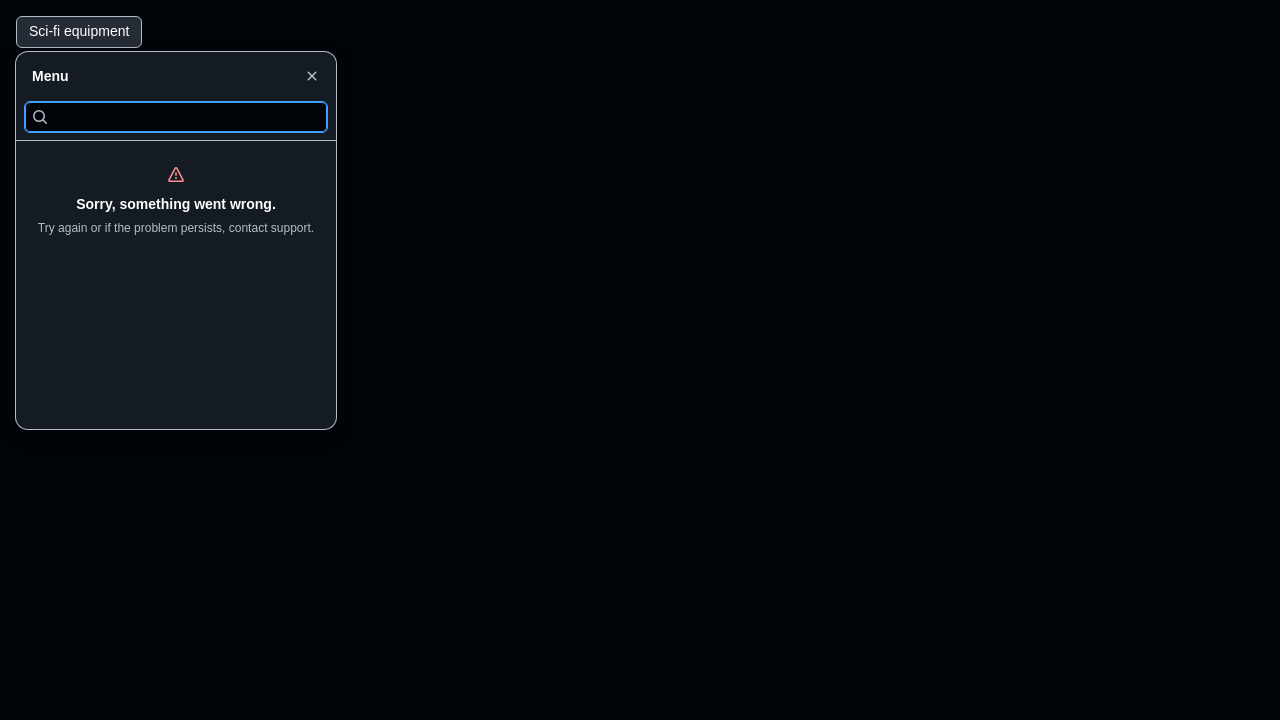 Sci-fi equipment
Menu
Sorry, something went wrong.
Try again or if the problem persists, contact support.